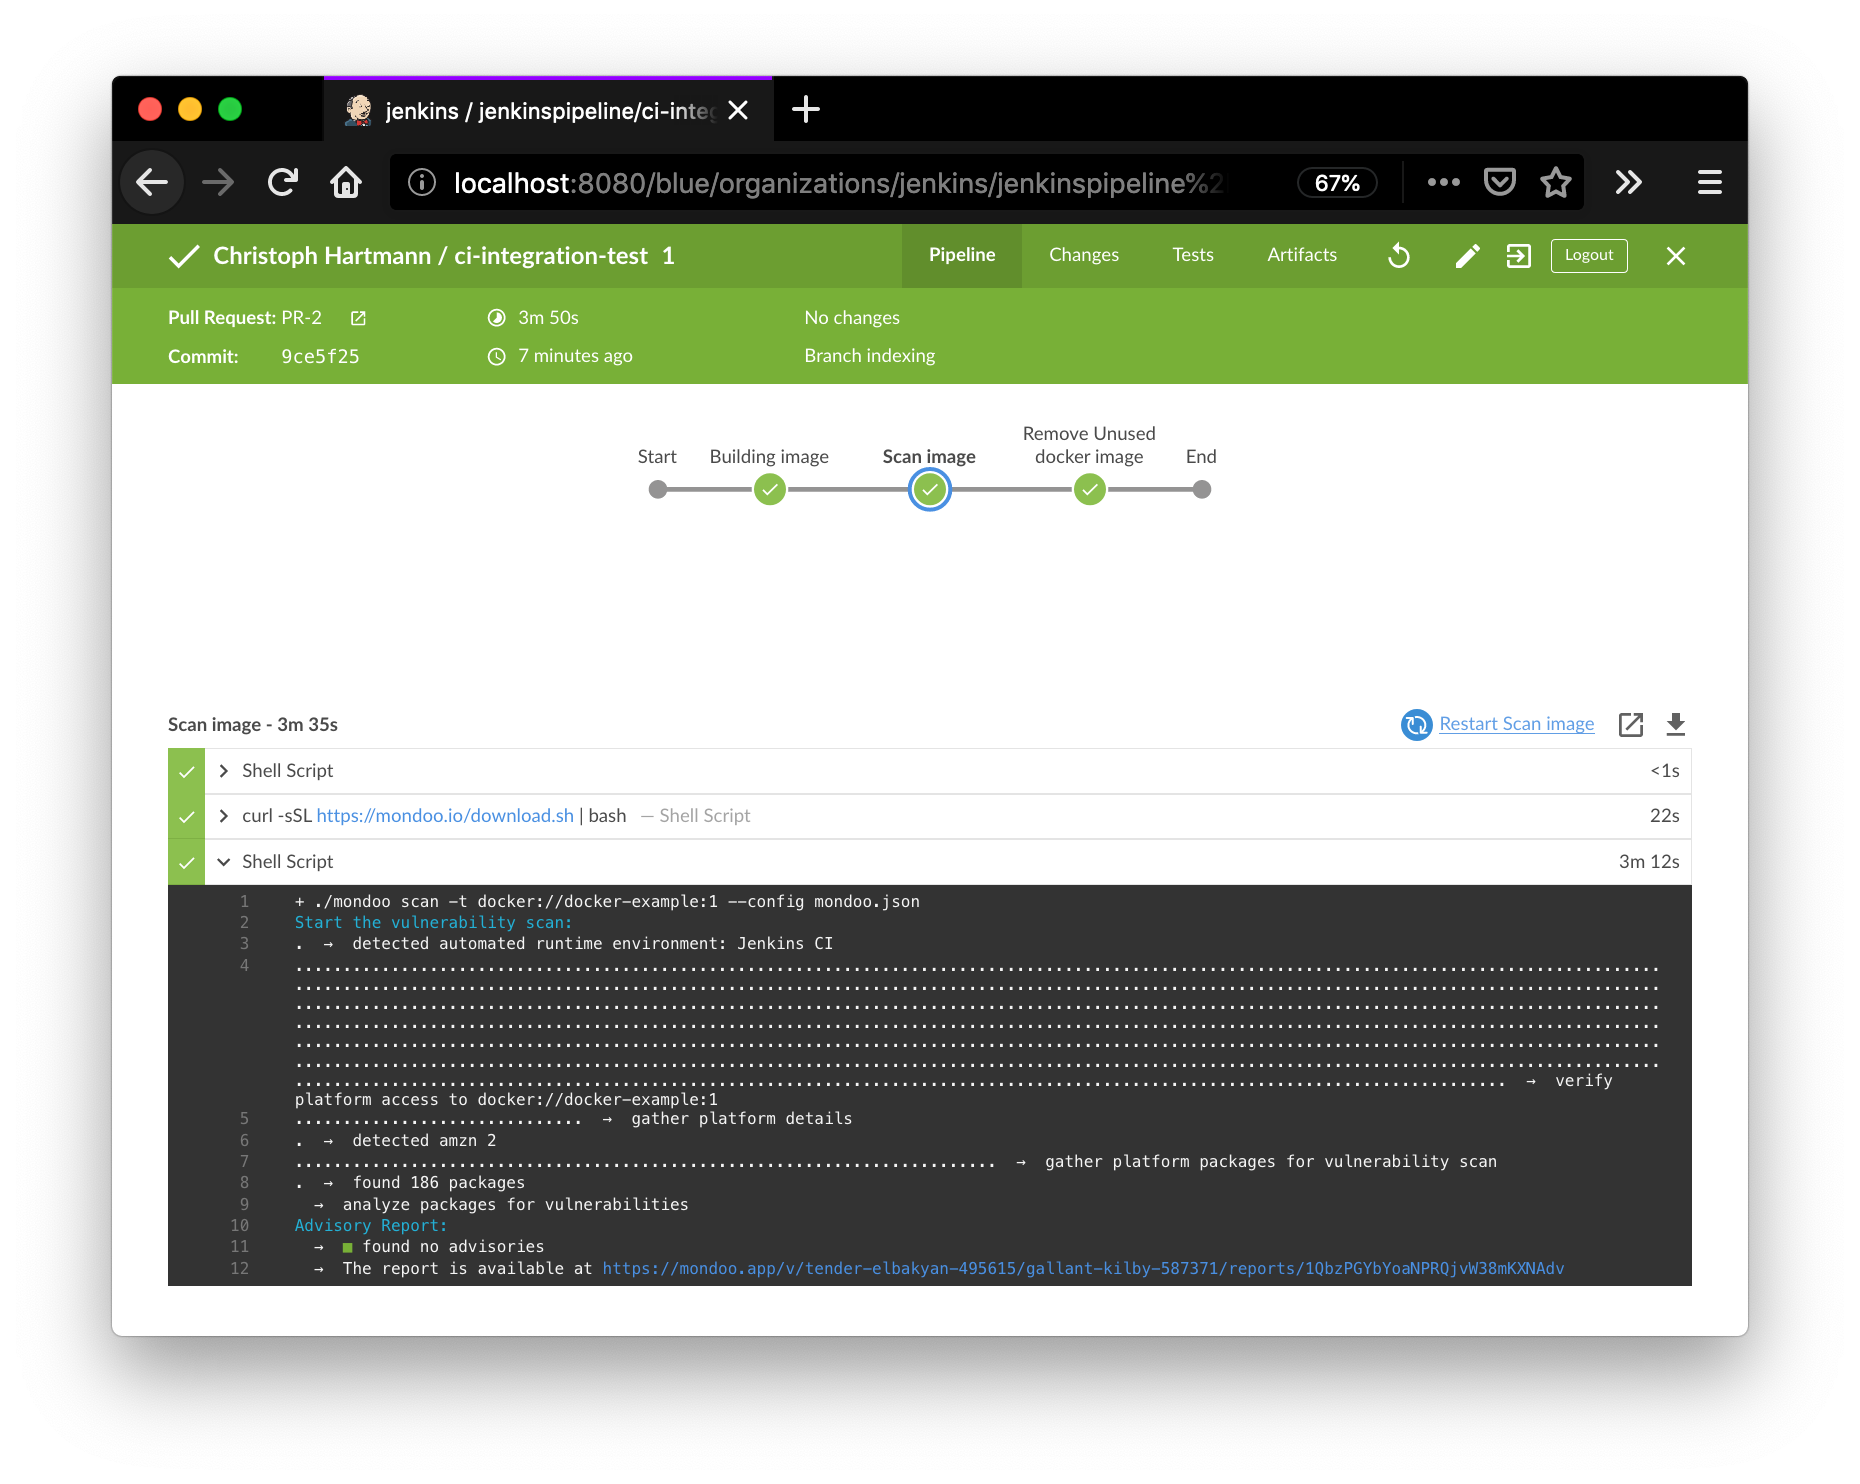 jenkins / jenkinspipeline/ci-integ
localhost:8080/blue/organizations/jenkins/jenkinspipeline%2 67%
Christoph Hartmann / ci-integration-test 1 Pipeline Changes Tests Artifacts Logout
Pull Request: PR-2 3m 50s No changes
Commit: 9ce5f25 7 minutes ago Branch indexing
Start Building image Scan image Remove Unused docker image End
Scan image - 3m 35s Restart Scan image
Shell Script <1s
curl -sSL https://mondoo.io/download.sh | bash — Shell Script 22s
Shell Script 3m 12s
1 + ./mondoo scan -t docker://docker-example:1 --config mondoo.json
2 Start the vulnerability scan:
3 . → detected automated runtime environment: Jenkins CI
4 ................................................................................
→ verify
platform access to docker://docker-example:1
5 .............................. → gather platform details
6 . → detected amzn 2
7 ......................................................................... → gather platform packages for vulnerability scan
8 . → found 186 packages
9 → analyze packages for vulnerabilities
10 Advisory Report:
11 → ■ found no advisories
12 → The report is available at https://mondoo.app/v/tender-elbakyan-495615/gallant-kilby-587371/reports/1QbzPGYbYoaNPRQjvW38mKXNAdv